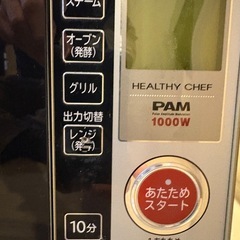 スチーム
オーブン
(発酵)
グリル
出力切替
レンジ
HEALTHY CHEF
PAM
1000W
あたため
スタート
10分